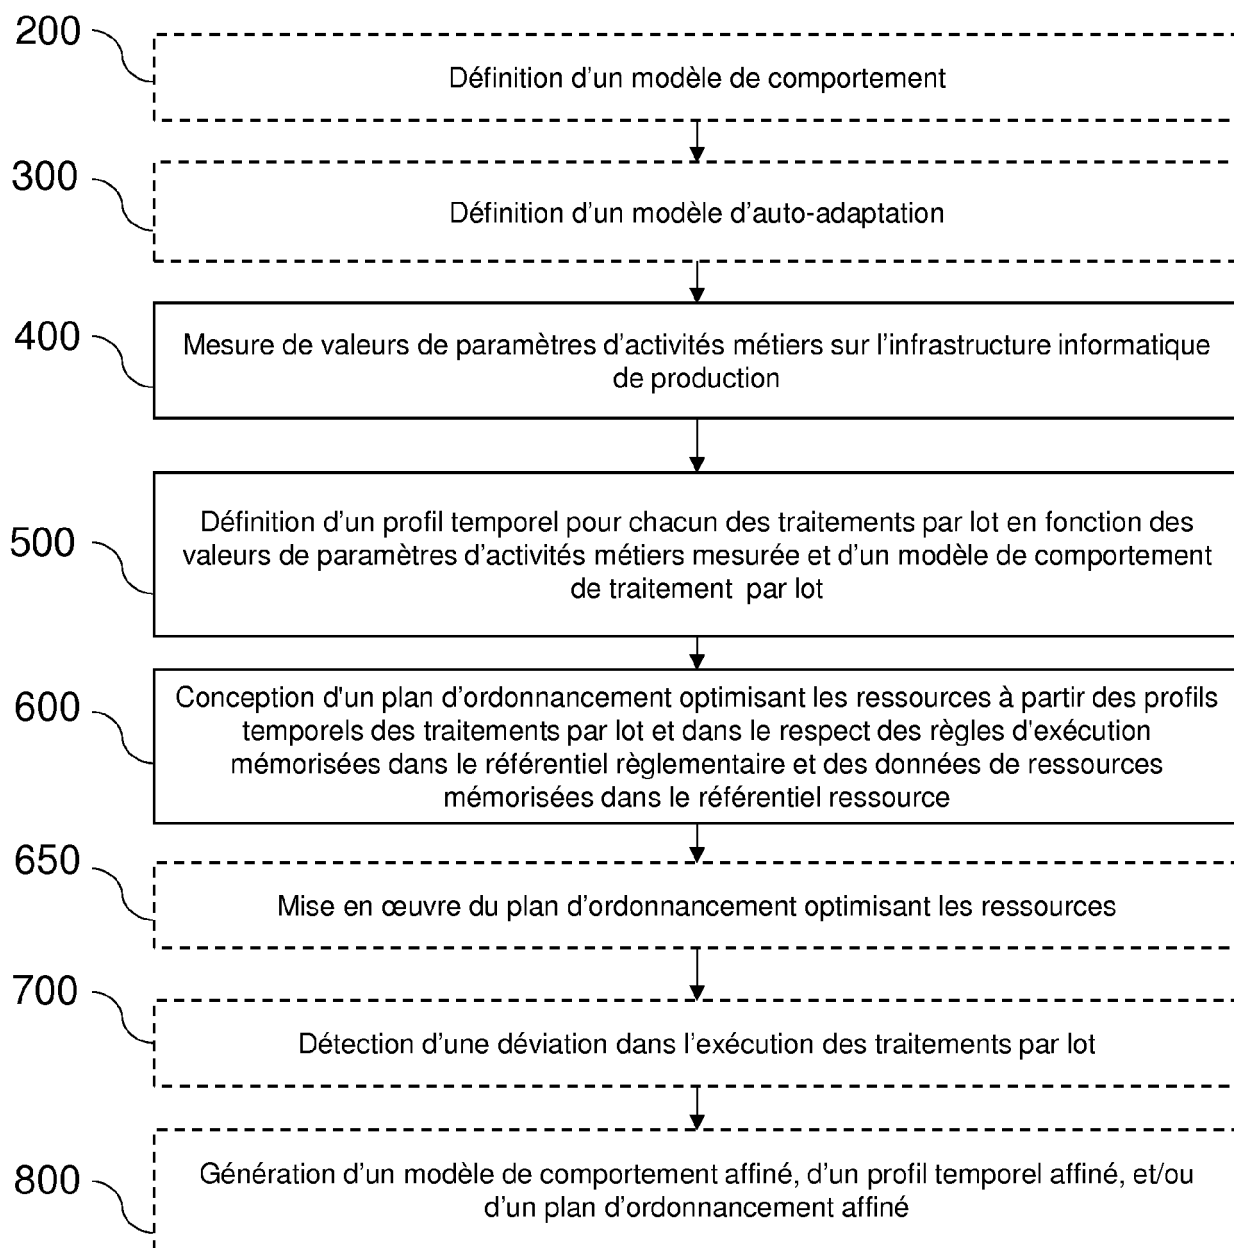 200
Définition d'un modèle de comportement
300
Définition d'un modèle d'auto-adaptation
400
Mesure de valeurs de paramètres d'activités métiers sur l'infrastructure informatique
de production
500
Définition d'un profil temporel pour chacun des traitements par lot en fonction des
valeurs de paramètres d'activités métiers mesurée et d'un modèle de comportement
de traitement par lot
600
Conception d'un plan d'ordonnancement optimisant les ressources à partir des profils
temporels des traitements par lot et dans le respect des règles d'exécution
mémorisées dans le référentiel règlementaire et des données de ressources
mémorisées dans le référentiel ressource
650
Mise en œuvre du plan d'ordonnancement optimisant les ressources
700
Détection d'une déviation dans l'exécution des traitements par lot
800
Génération d'un modèle de comportement affiné, d'un profil temporel affiné, et/ou
d'un plan d'ordonnancement affiné